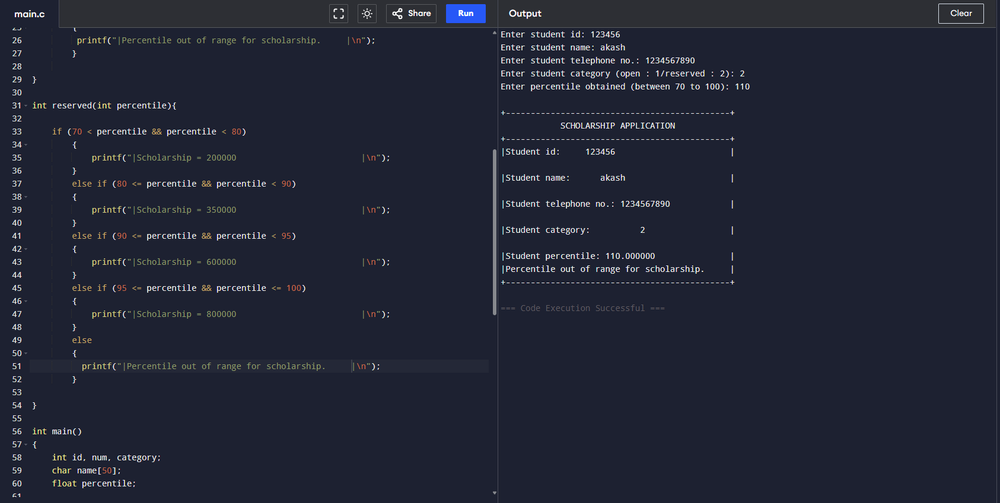 main.c
Share
Run
Output
Clear
25 {
26 printf("|Percentile out of range for scholarship.     |\n");
27 }
28
29 }
30
31 int reserved(int percentile){
32
33 if (70 < percentile && percentile < 80)
34 {
35 printf("|Scholarship = 200000                         |\n");
36 }
37 else if (80 <= percentile && percentile < 90)
38 {
39 printf("|Scholarship = 350000                         |\n");
40 }
41 else if (90 <= percentile && percentile < 95)
42 {
43 printf("|Scholarship = 600000                         |\n");
44 }
45 else if (95 <= percentile && percentile <= 100)
46 {
47 printf("|Scholarship = 800000                         |\n");
48 }
49 else
50 {
51 printf("|Percentile out of range for scholarship.     |\n");
52 }
53
54 }
55
56 int main()
57 {
58 int id, num, category;
59 char name[50];
60 float percentile;
61
Enter student id: 123456
Enter student name: akash
Enter student telephone no.: 1234567890
Enter student category (open : 1/reserved : 2): 2
Enter percentile obtained (between 70 to 100): 110
+---------------------------------------------+
SCHOLARSHIP APPLICATION
+---------------------------------------------+
|Student id:     123456                       |
|Student name:      akash                     |
|Student telephone no.: 1234567890            |
|Student category:          2                 |
|Student percentile: 110.000000               |
|Percentile out of range for scholarship.     |
+---------------------------------------------+
=== Code Execution Successful ===